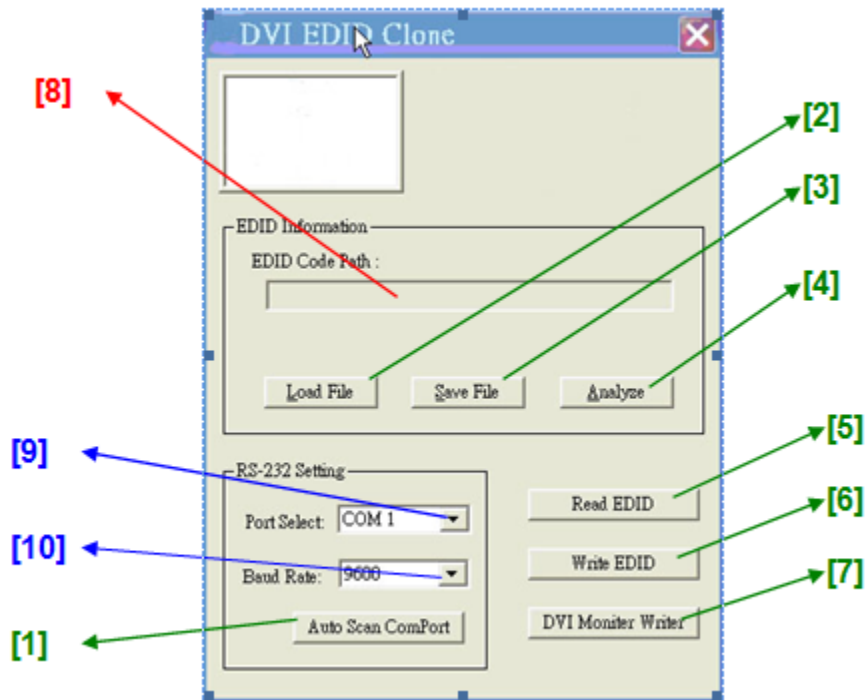 DVI EDID Clone
[8]
[2]
[3]
EDID Information
EDID Code Path :
[4]
Load File
Save File
Analyze
[5]
[9]
RS-232 Setting
Read EDID
[6]
Port Select:
COM 1
[10]
Write EDID
[7]
Baud Rate:
9600
[1]
Auto Scan ComPort
DVI Moniter Writer